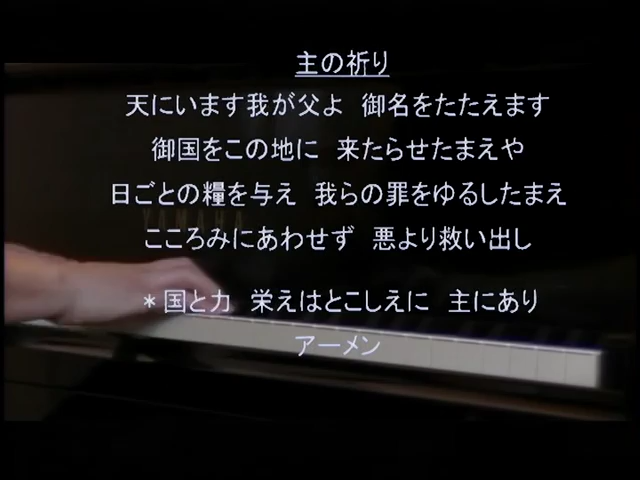 主の祈り
天にいます我が父よ 御名をたたえます
御国をこの地に 来たらせたまえや
日ごとの糧を与え 我らの罪をゆるしたまえ
YAMAHA
こころみにあわせず 悪より救い出し
*国と力 栄えはとこしえに 主にあり
アーメン